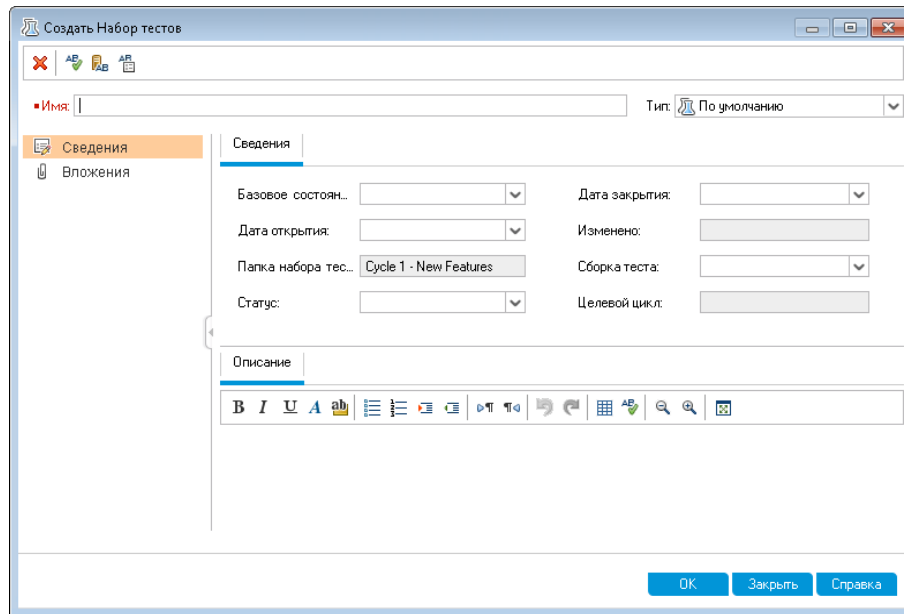 Создать Набор тестов
Имя:
Тип: По умолчанию
Сведения
Вложения
Сведения
Базовое состоян...
Дата закрытия:
Дата открытия:
Изменено:
Папка набора тес... Cycle 1 - New Features
Сборка теста:
Статус:
Целевой цикл:
Описание
B I U A ab
OK Закрыть Справка